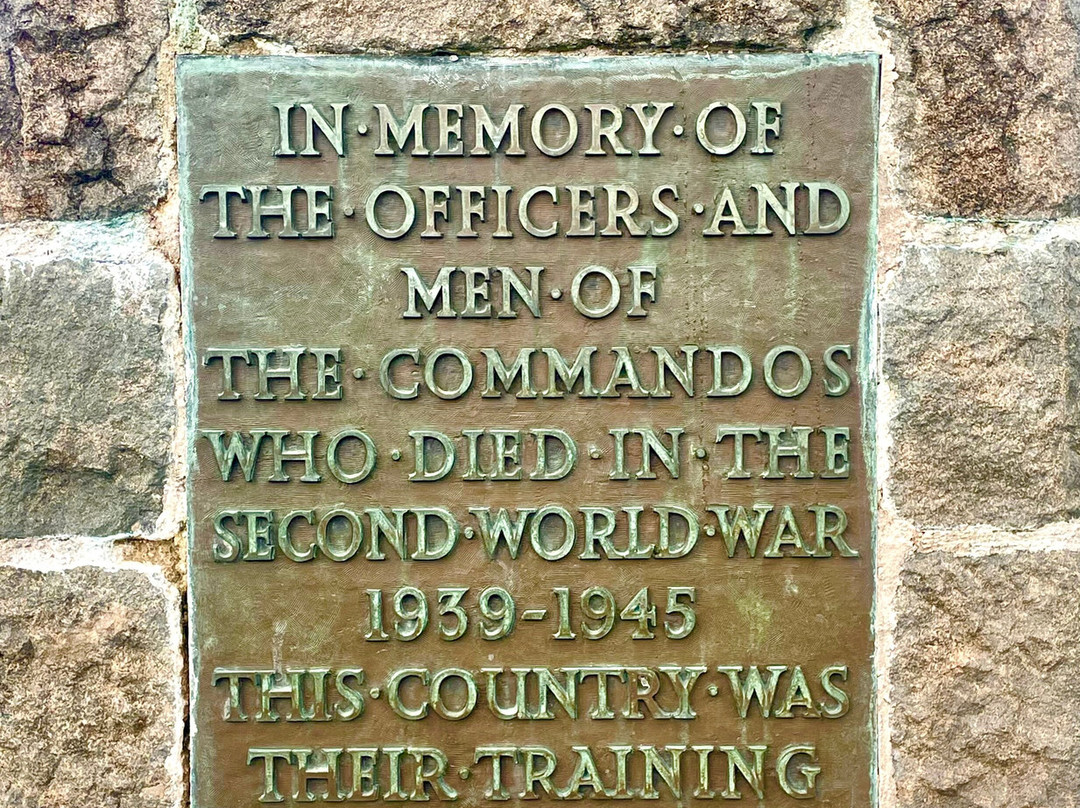 IN·MEMORY·OF
THE·OFFICERS·AND
MEN·OF
THE·COMMANDOS
WHO·DIED·IN·THE
SECOND·WORLD·WAR
1939-1945
THIS·COUNTRY·WAS
THEIR·TRAINING